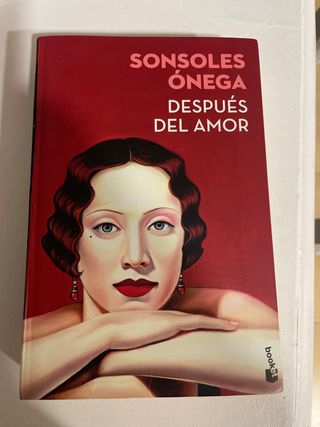 SONSOLES
ÓNEGA
DESPUÉS
DEL AMOR
booket